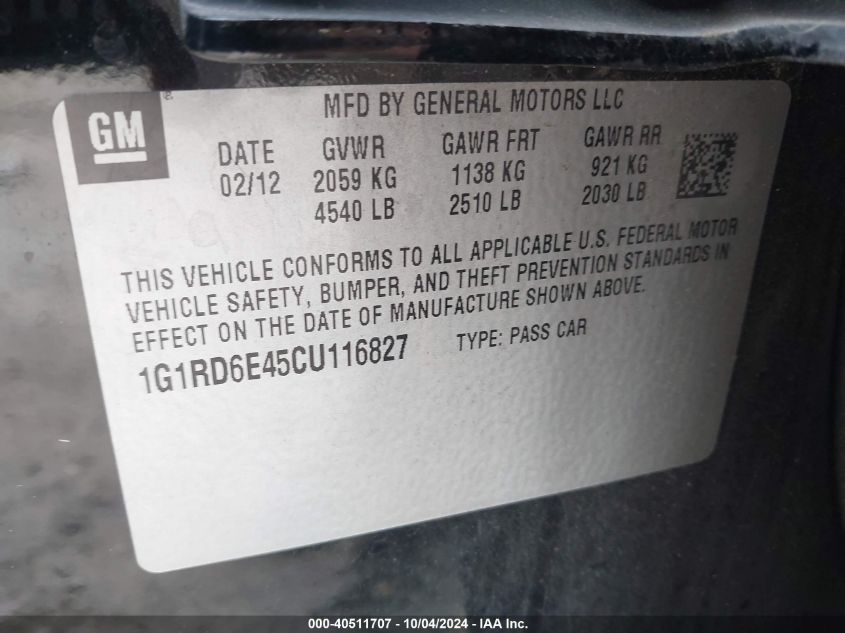 GM
MFD BY GENERAL MOTORS LLC
DATE GVWR GAWR FRT GAWR RR
02/12 2059 KG 1138 KG 921 KG
4540 LB 2510 LB 2030 LB
THIS VEHICLE CONFORMS TO ALL APPLICABLE U.S. FEDERAL MOTOR
VEHICLE SAFETY, BUMPER, AND THEFT PREVENTION STANDARDS IN
EFFECT ON THE DATE OF MANUFACTURE SHOWN ABOVE.
1G1RD6E45CU116827 TYPE: PASS CAR
000-40511707 - 10/04/2024 - IAA Inc.